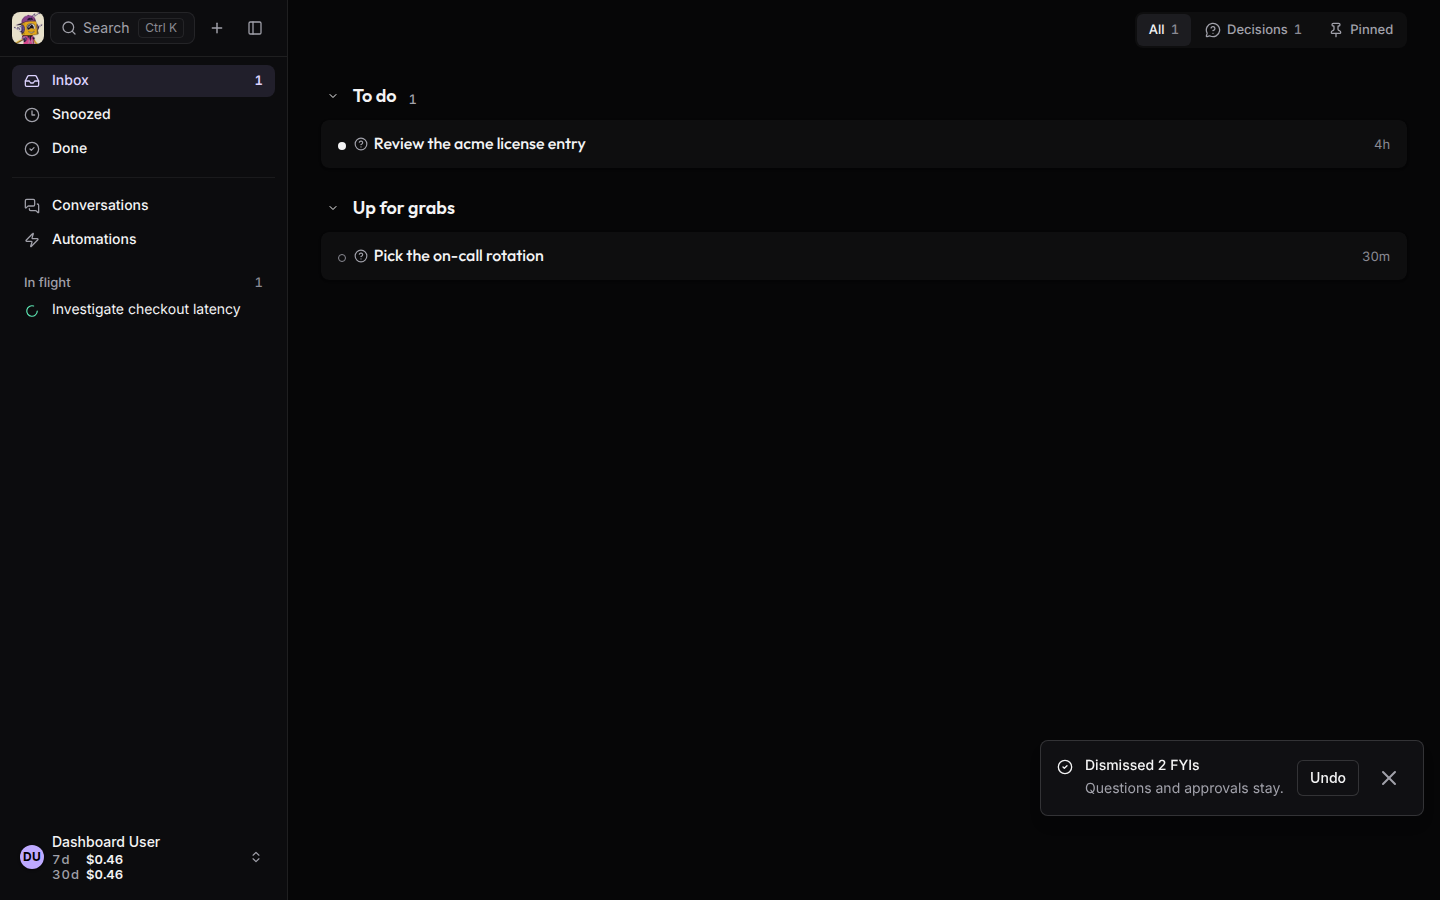 Search Ctrl K
Inbox 1
Snoozed
Done
Conversations
Automations
In flight 1
Investigate checkout latency
DU
Dashboard User
7d $0.46
30d $0.46
All 1 Decisions 1 Pinned
To do 1
Review the acme license entry 4h
Up for grabs
Pick the on-call rotation 30m
Dismissed 2 FYIs
Questions and approvals stay.
Undo